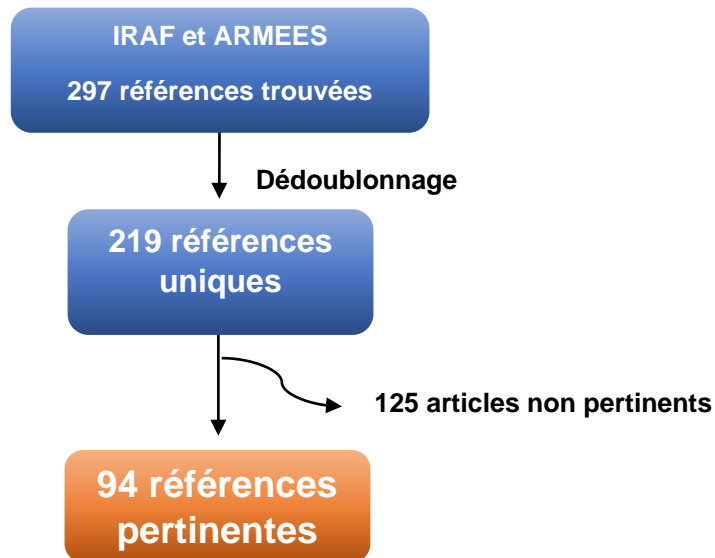 IRAF et ARMEES
297 références trouvées
Dédoublonnage
219 références
uniques
125 articles non pertinents
94 références
pertinentes